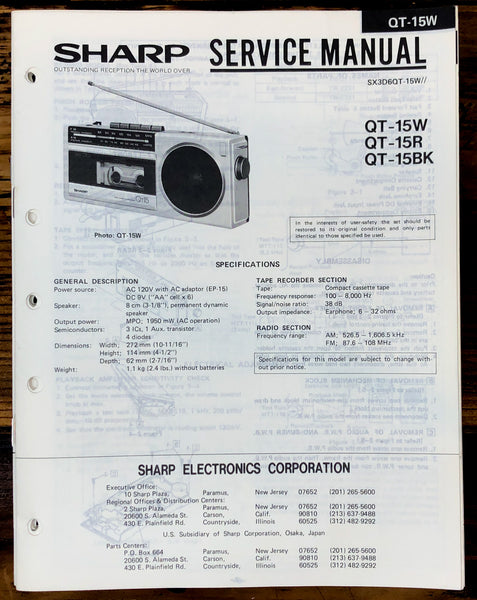 QT-15W
SHARP SERVICE MANUAL
OUTSTANDING RECEPTION THE WORLD OVER
SX3D6QT-15W//
QT-15W
QT-15R
QT-15BK
SHARP
QT15
Photo: QT-15W
In the interests of user-safety the set should be
restored to its original condition and only parts
identical to those specified be used.
SPECIFICATIONS
GENERAL DESCRIPTION
Power source: AC 120V with AC adaptor (EP-15)
DC 9V ("AA" cell x 6)
Speaker: 8 cm (3-1/8") permanent dynamic
speaker
Output power: MPO: 1950 mW (AC operation)
Semiconductors: 3 ICs, 1 Aux. transistor
4 diodes
Dimensions: Width: 272 mm (10-11/16")
Height: 114 mm (4-1/2")
Depth: 62 mm (2-7/16")
Weight: 1.1 kg (2.4 lbs.) without batteries
TAPE RECORDER SECTION
Tape: Compact cassette tape
Frequency response: 100 – 8,000 Hz
Signal/noise ratio: 38 dB
Output impedance: Earphone; 6 – 32 ohms
RADIO SECTION
Frequency range: AM; 526.5 – 1,606.5 kHz
FM; 87.6 – 108 MHz
Specifications for this model are subject to change with-
out prior notice.
SHARP ELECTRONICS CORPORATION
Executive Office:
10 Sharp Plaza, Paramus, New Jersey 07652 (201) 265-5600
Regional Offices & Distribution Centers:
2 Sharp Plaza, Paramus, New Jersey 07652 (201) 265-5600
20600 S. Alameda St. Carson, Calif. 90810 (213) 637-9488
430 E. Plainfield Rd. Countryside, Illinois 60525 (312) 482-9292
U.S. Subsidiary of Sharp Corporation, Osaka, Japan
Parts Centers:
P.O. Box 664 Paramus, New Jersey 07652 (201) 265-5600
20600 S. Alameda St. Carson, Calif. 90810 (213) 637-9488
430 E. Plainfield Rd. Countryside, Illinois 60525 (312) 482-9292